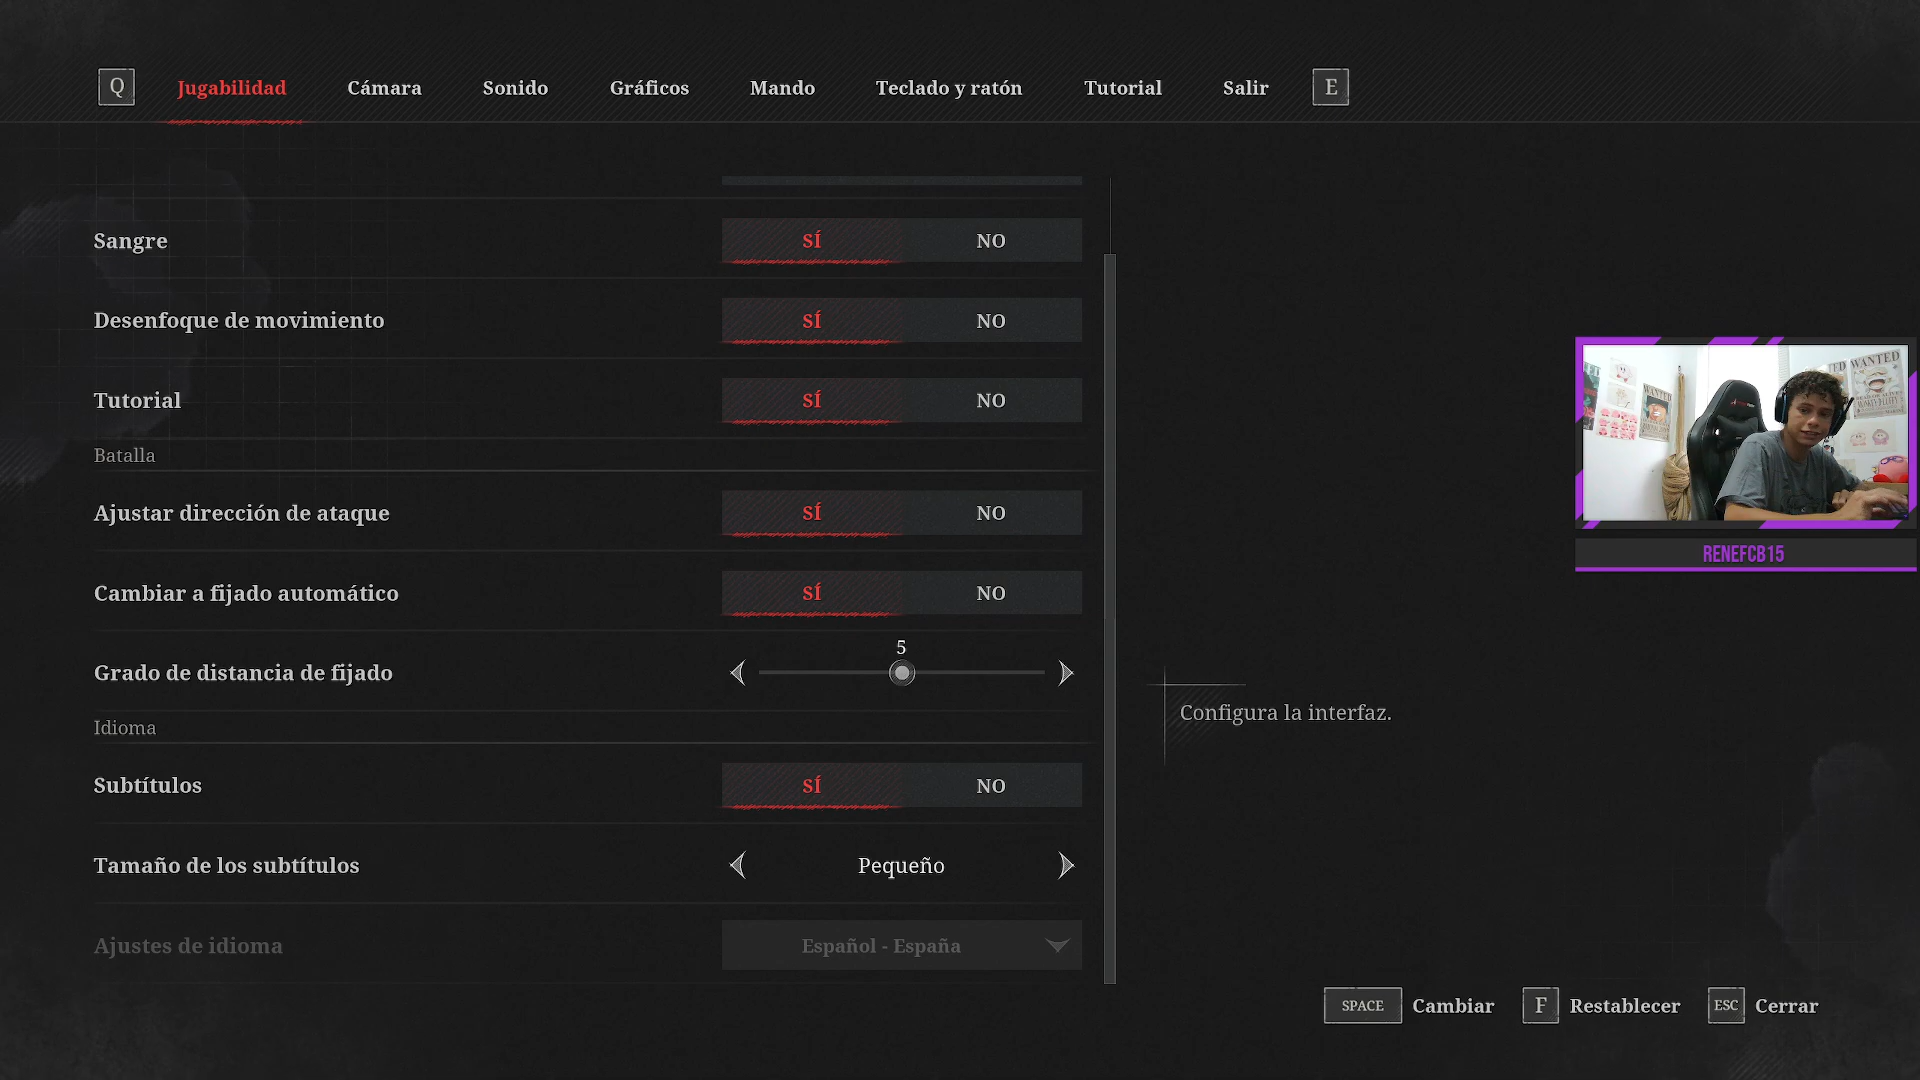 Q Jugabilidad Cámara Sonido Gráficos Mando Teclado y ratón Tutorial Salir E
Sangre SÍ NO
Desenfoque de movimiento SÍ NO
Tutorial SÍ NO
Batalla
Ajustar dirección de ataque SÍ NO
Cambiar a fijado automático SÍ NO
5
Grado de distancia de fijado
Idioma
Subtítulos SÍ NO
Tamaño de los subtítulos Pequeño
Ajustes de idioma Español - España
Configura la interfaz.
WANTED
WANTED
RENEFCB15
SPACE Cambiar F Restablecer ESC Cerrar